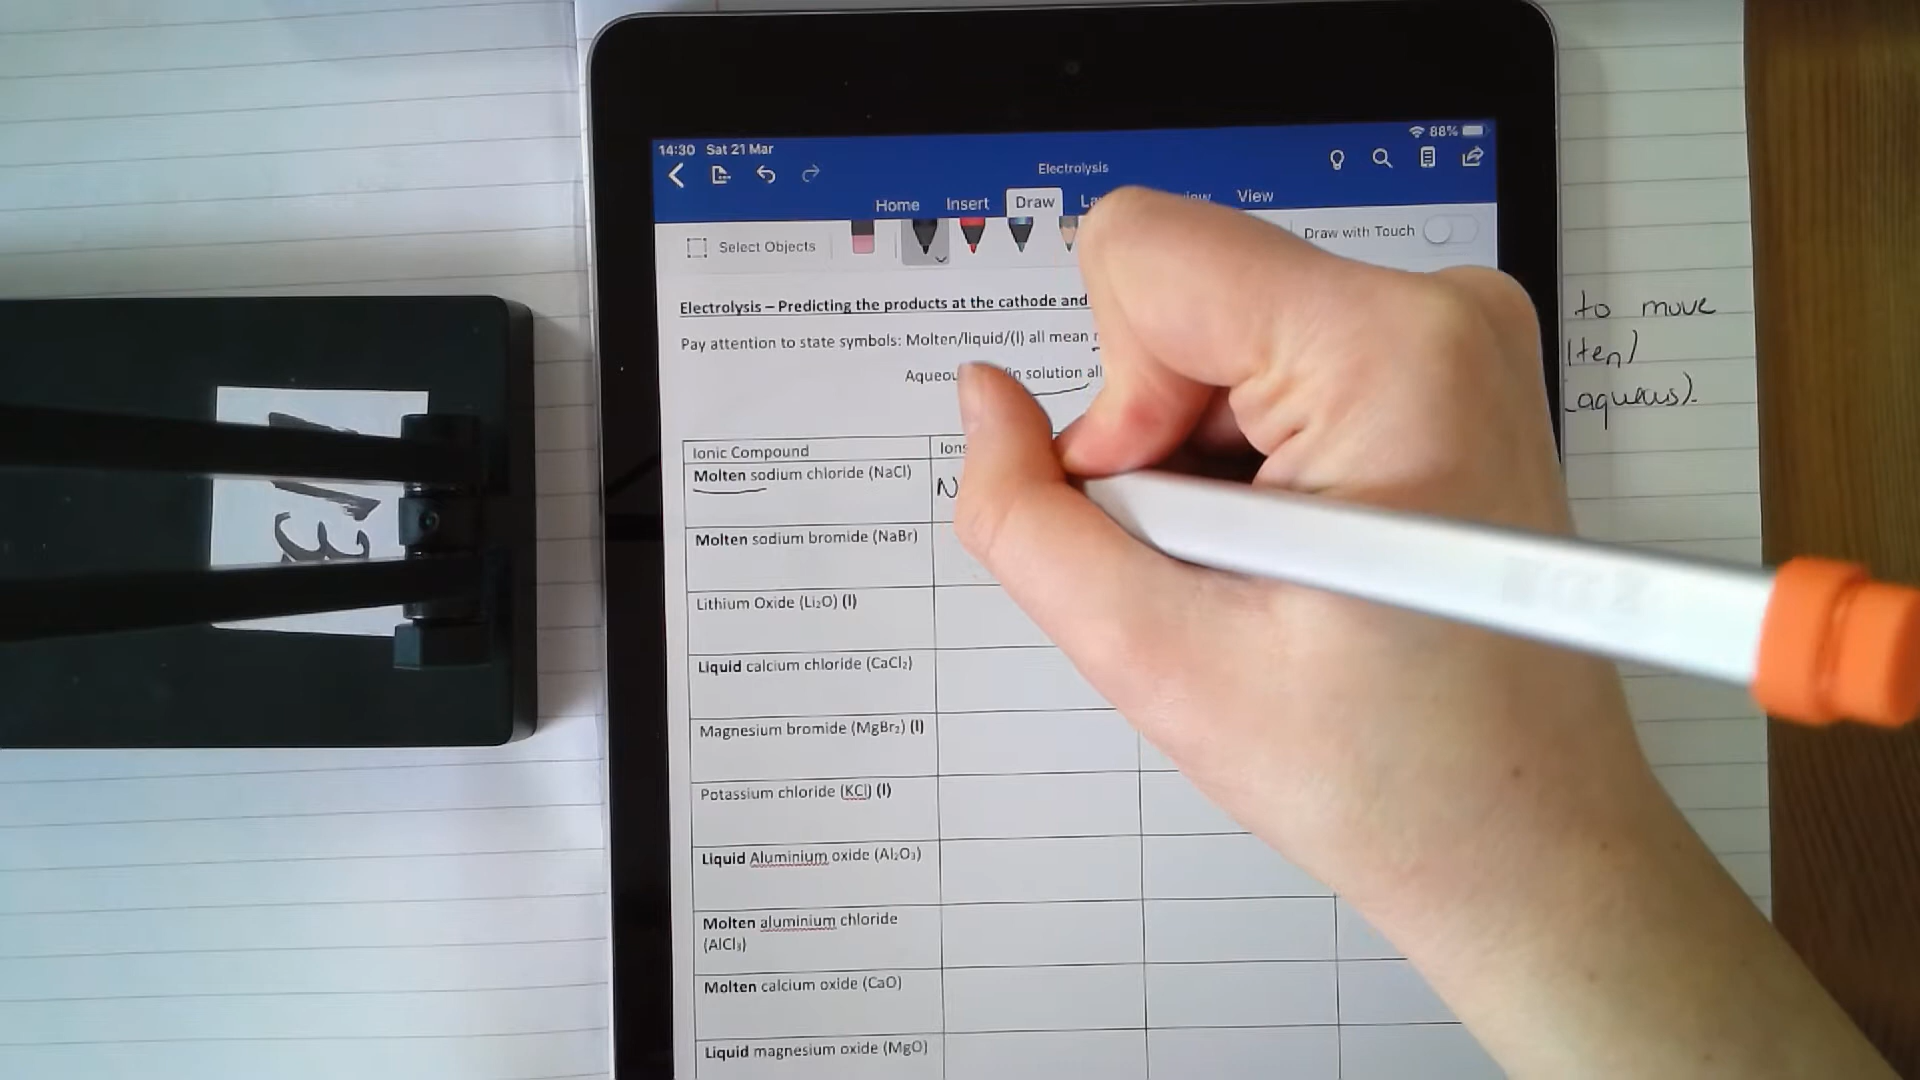 14:30 Sat 21 Mar
88%
Electrolysis
Home Insert Draw View
Select Objects
Draw with Touch
Electrolysis – Predicting the products at the cathode and
Pay attention to state symbols: Molten/liquid/(l) all mean
in solution all
Ionic Compound
Ions
Molten sodium chloride (NaCl)
N
Molten sodium bromide (NaBr)
Lithium Oxide (Li₂O) (l)
Liquid calcium chloride (CaCl₂)
Magnesium bromide (MgBr₂) (l)
Potassium chloride (KCl) (l)
Liquid Aluminium oxide (Al₂O₃)
Molten aluminium chloride
(AlCl₃)
Molten calcium oxide (CaO)
Liquid magnesium oxide (MgO)
to move
lten)
(aqueous).